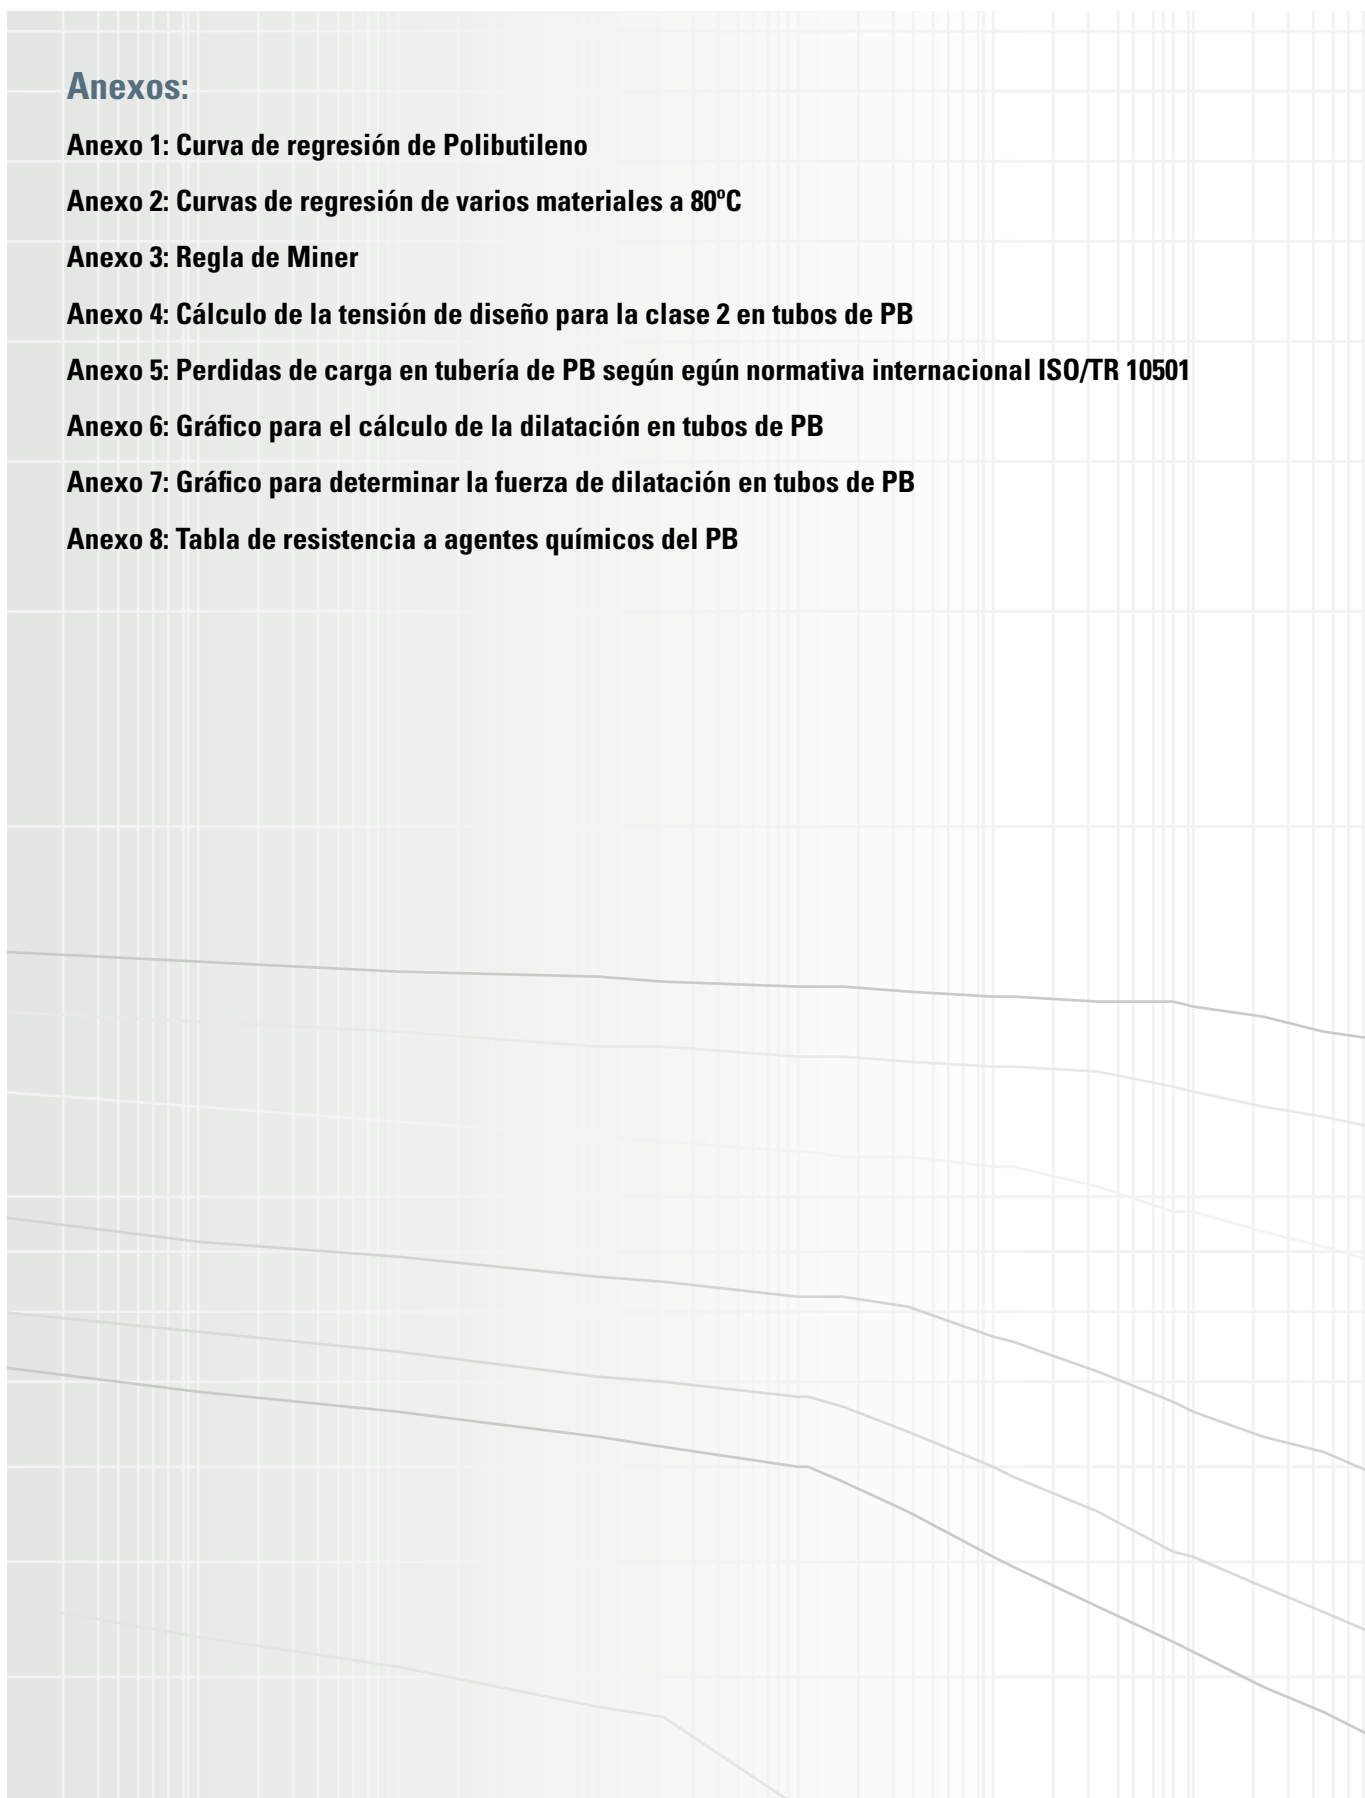 Anexos:
Anexo 1: Curva de regresión de Polibutileno
Anexo 2: Curvas de regresión de varios materiales a 80ºC
Anexo 3: Regla de Miner
Anexo 4: Cálculo de la tensión de diseño para la clase 2 en tubos de PB
Anexo 5: Perdidas de carga en tubería de PB según egún normativa internacional ISO/TR 10501
Anexo 6: Gráfico para el cálculo de la dilatación en tubos de PB
Anexo 7: Gráfico para determinar la fuerza de dilatación en tubos de PB
Anexo 8: Tabla de resistencia a agentes químicos del PB